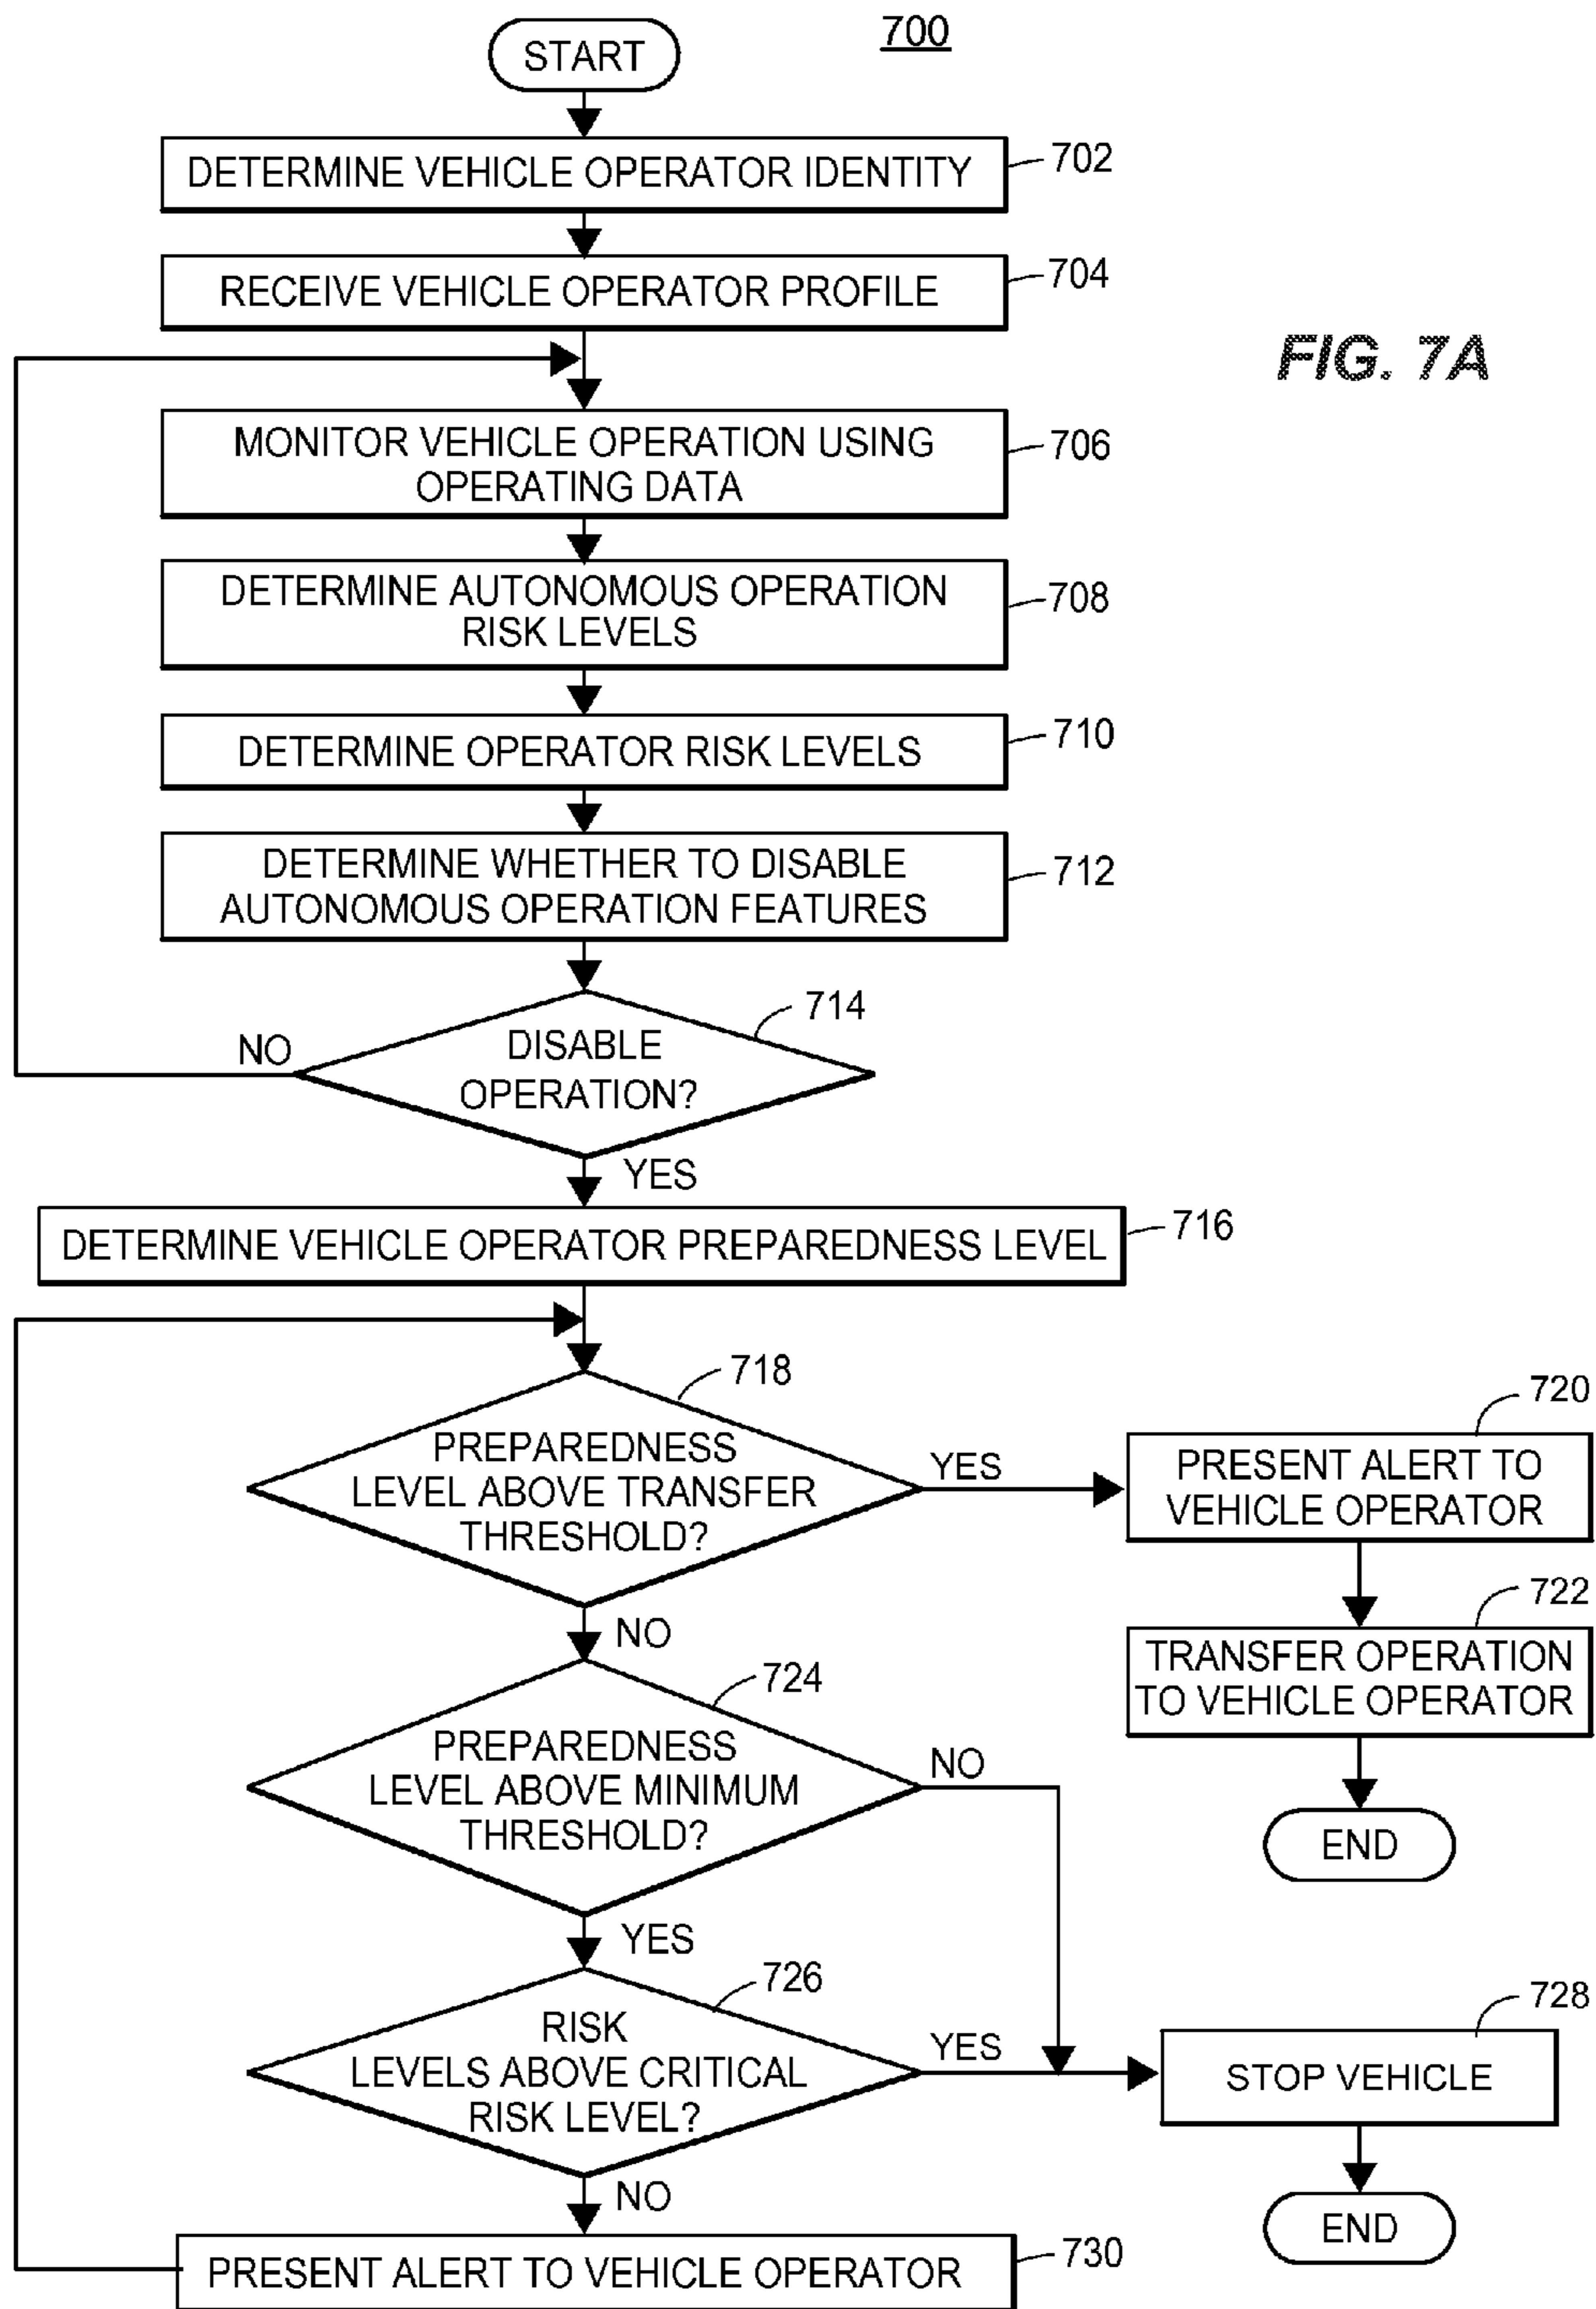 700
START
DETERMINE VEHICLE OPERATOR IDENTITY
702
RECEIVE VEHICLE OPERATOR PROFILE
704
FIG. 7A
MONITOR VEHICLE OPERATION USING
OPERATING DATA
706
DETERMINE AUTONOMOUS OPERATION
RISK LEVELS
708
DETERMINE OPERATOR RISK LEVELS
710
DETERMINE WHETHER TO DISABLE
AUTONOMOUS OPERATION FEATURES
712
714
DISABLE
OPERATION?
NO
YES
DETERMINE VEHICLE OPERATOR PREPAREDNESS LEVEL
716
718
PREPAREDNESS
LEVEL ABOVE TRANSFER
THRESHOLD?
YES
720
PRESENT ALERT TO
VEHICLE OPERATOR
722
TRANSFER OPERATION
TO VEHICLE OPERATOR
END
NO
724
PREPAREDNESS
LEVEL ABOVE MINIMUM
THRESHOLD?
NO
YES
726
RISK
LEVELS ABOVE CRITICAL
RISK LEVEL?
YES
728
STOP VEHICLE
END
NO
PRESENT ALERT TO VEHICLE OPERATOR
730